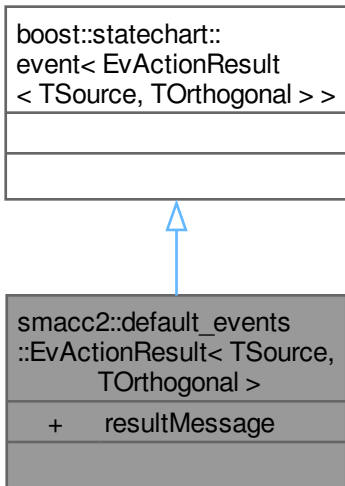 boost::statechart::
event< EvActionResult
< TSource, TOrthogonal > >
smacc2::default_events
::EvActionResult< TSource,
TOrthogonal >
+ resultMessage